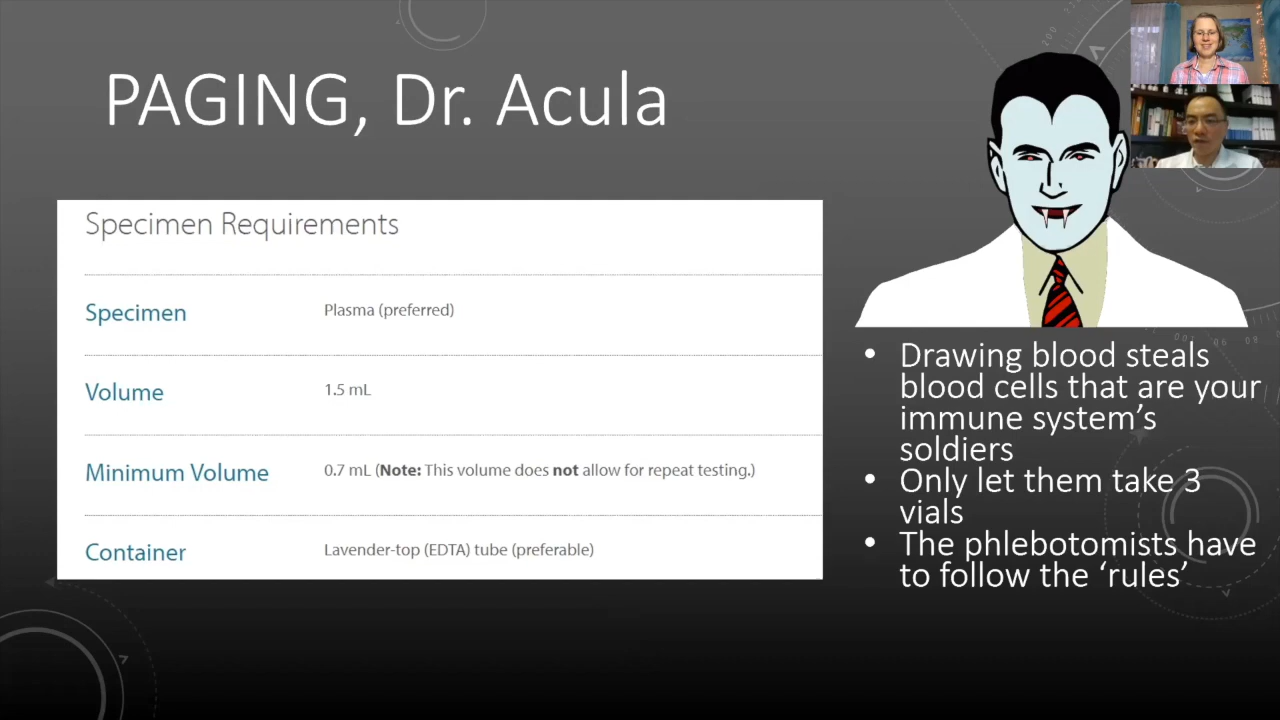 PAGING, Dr. Acula
Specimen Requirements
Specimen Plasma (preferred)
Volume 1.5 mL
Minimum Volume 0.7 mL (Note: This volume does not allow for repeat testing.)
Container Lavender-top (EDTA) tube (preferable)
• Drawing blood steals
blood cells that are your
immune system’s
soldiers
• Only let them take 3
vials
• The phlebotomists have
to follow the ‘rules’